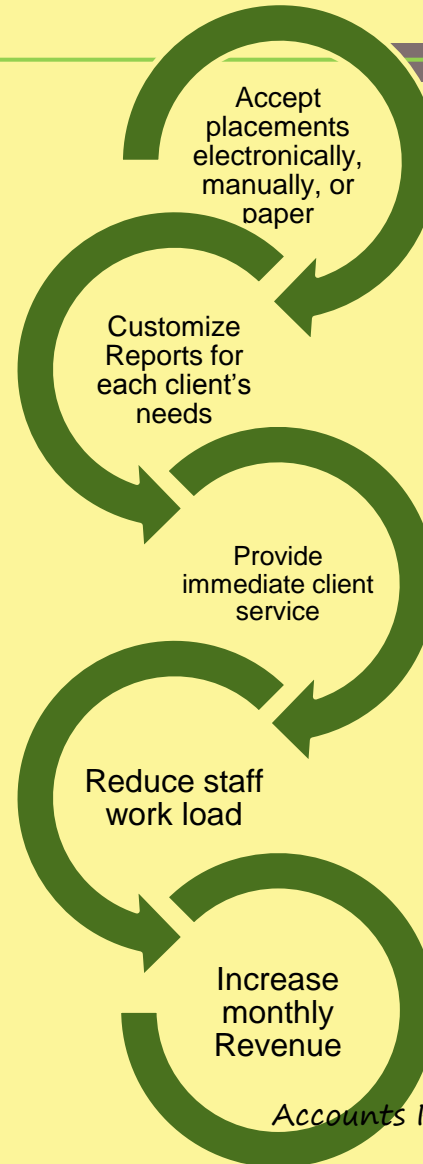 Accept
placements
electronically,
manually, or
paper
Customize
Reports for
each client's
needs
Provide
immediate client
service
Reduce staff
work load
Increase
monthly
Revenue
Accounts